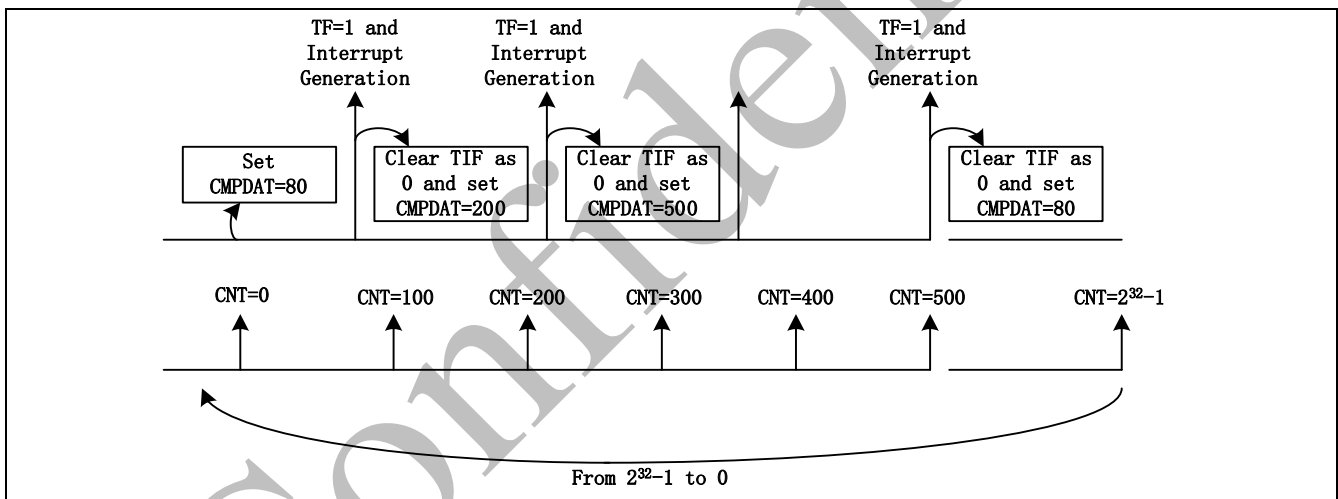 TF=1 and
Interrupt
Generation
TF=1 and
Interrupt
Generation
TF=1 and
Interrupt
Generation
Set
CMPDAT=80
Clear TIF as
0 and set
CMPDAT=200
Clear TIF as
0 and set
CMPDAT=500
Clear TIF as
0 and set
CMPDAT=80
CNT=0
CNT=100
CNT=200
CNT=300
CNT=400
CNT=500
CNT=2³²-1
From 2³²-1 to 0
Confiden